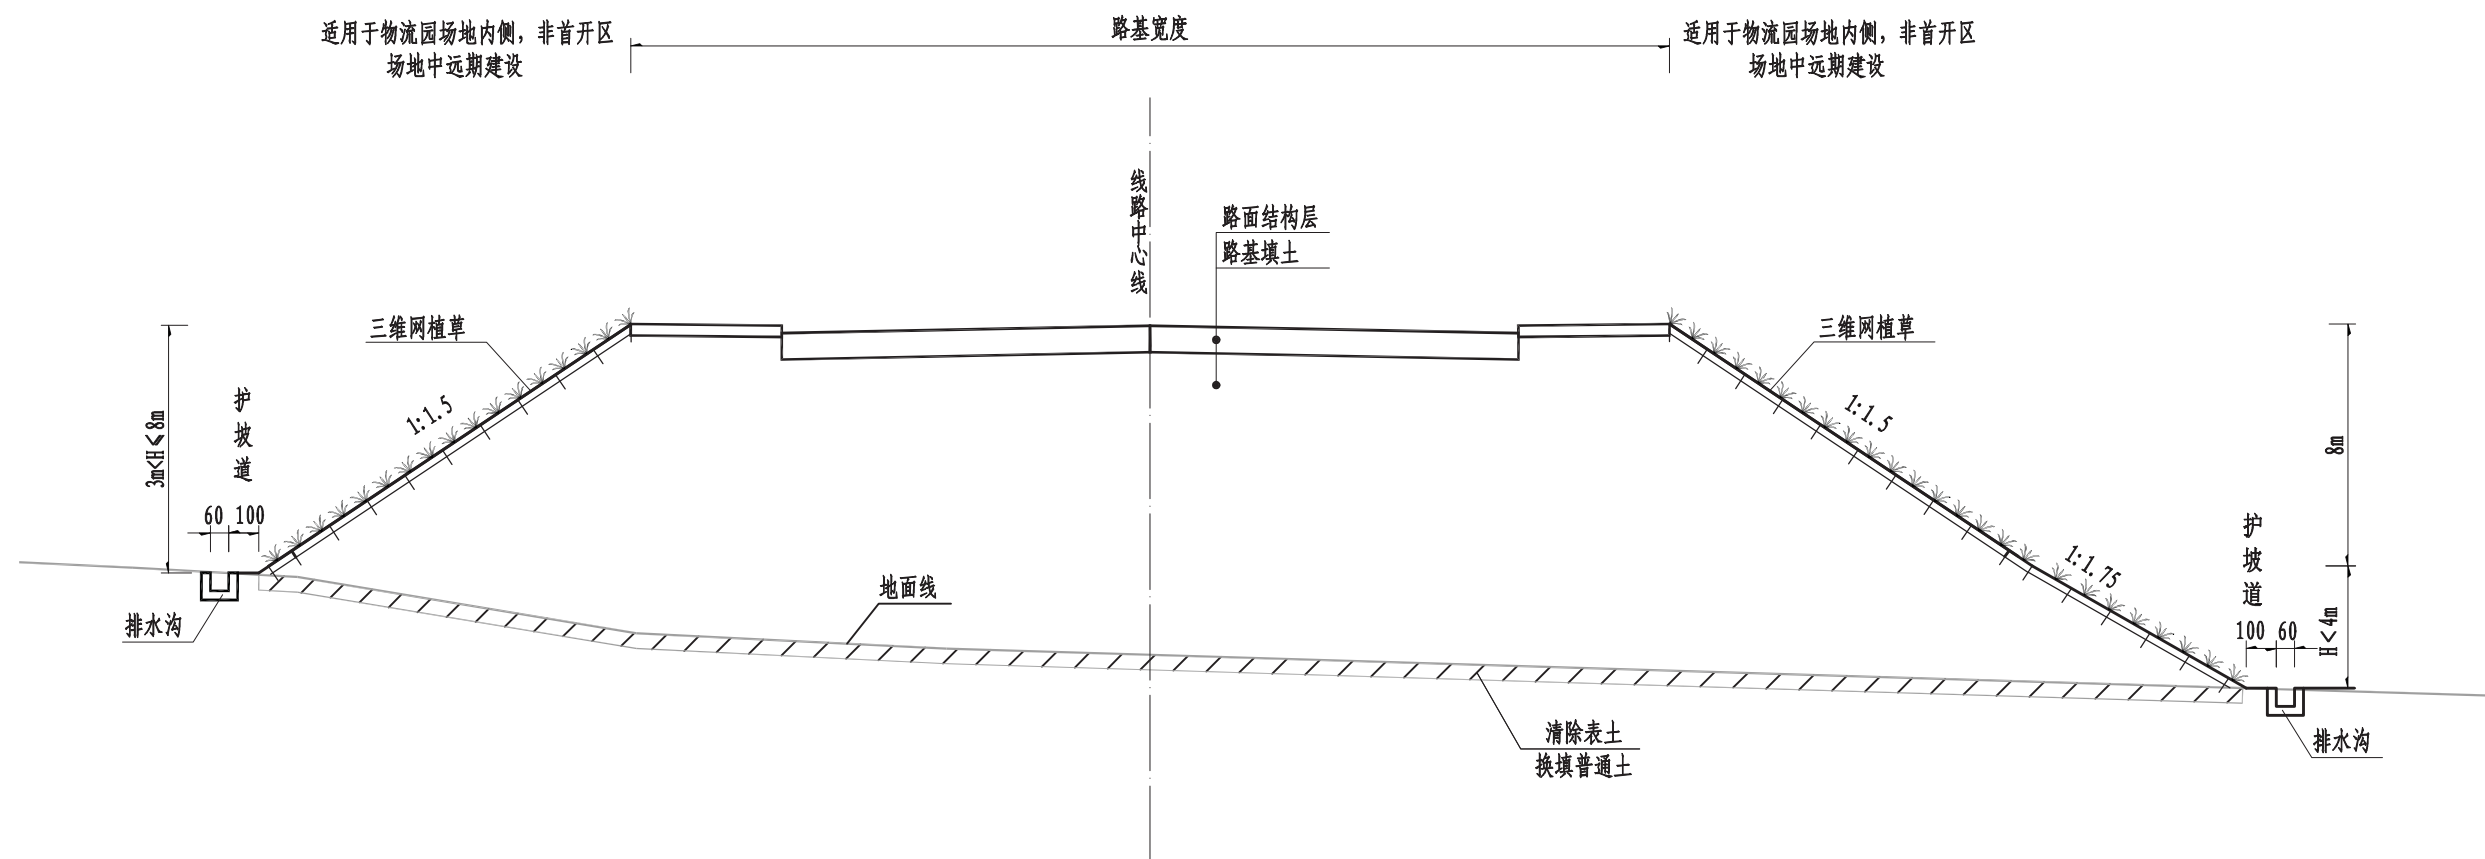 适用于物流园场地内侧，非首开区
场地中远期建设
路基宽度
适用于物流园场地内侧，非首开区
场地中远期建设
线路中心线
路面结构层
路基填土
三维网植草
三维网植草
1:1.5
1:1.5
3m<H≤8m
护坡道
60
100
8m
1:1.75
护坡道
100
60
H<4m
地面线
排水沟
清除表土
换填普通土
排水沟